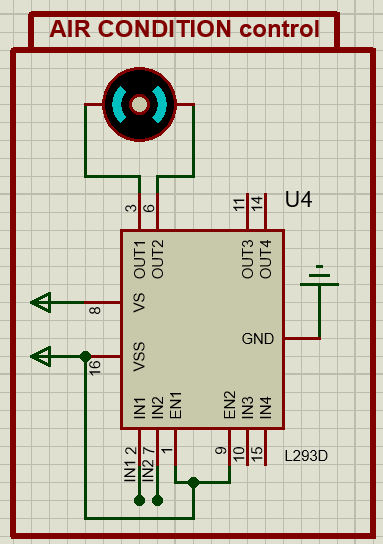 AIR CONDITION control
U4
3
6
11
14
OUT1
OUT2
OUT3
OUT4
8
VS
GND
16
VSS
IN1
IN2
EN1
EN2
IN3
IN4
IN1 2
IN2 7
1
9
10
15
L293D